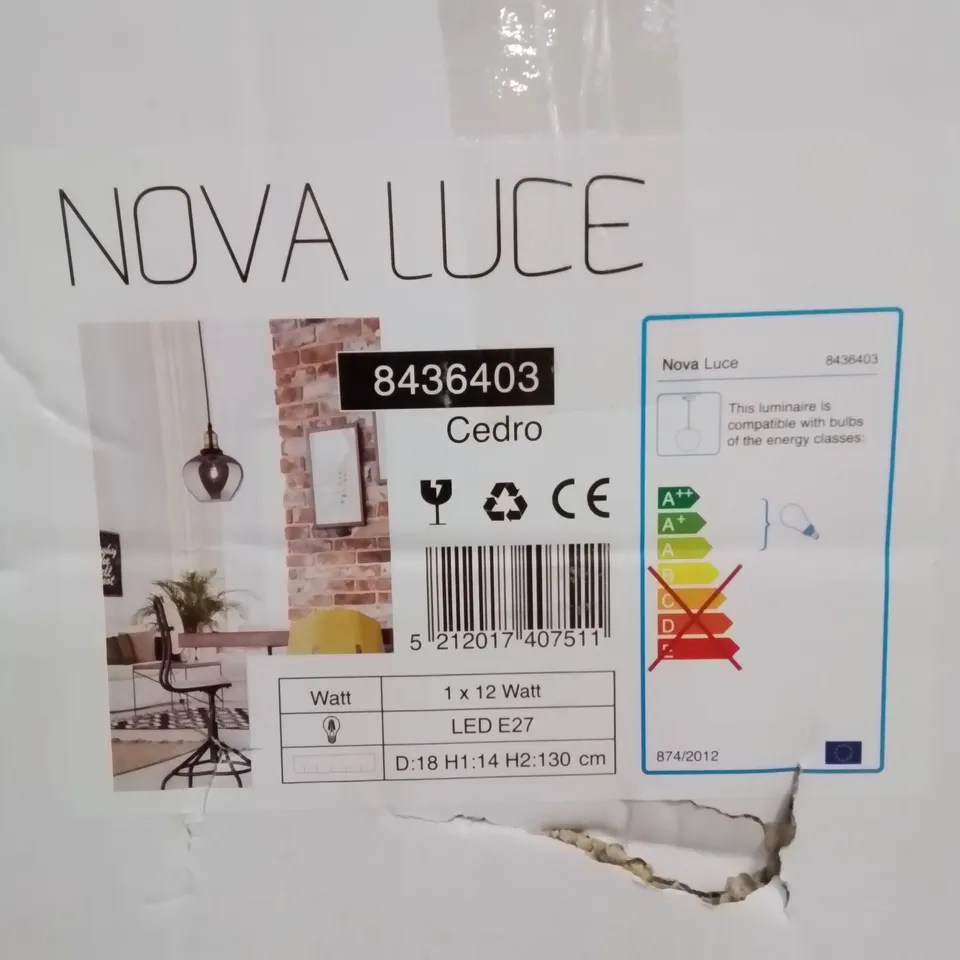 NOVA LUCE
8436403
Cedro
CE
5 212017 407511
Watt
1 x 12 Watt
LED E27
D:18 H1:14 H2:130 cm
Nova Luce 8436403
This luminaire is
compatible with bulbs
of the energy classes:
A++
A+
A
B
C
D
E
874/2012